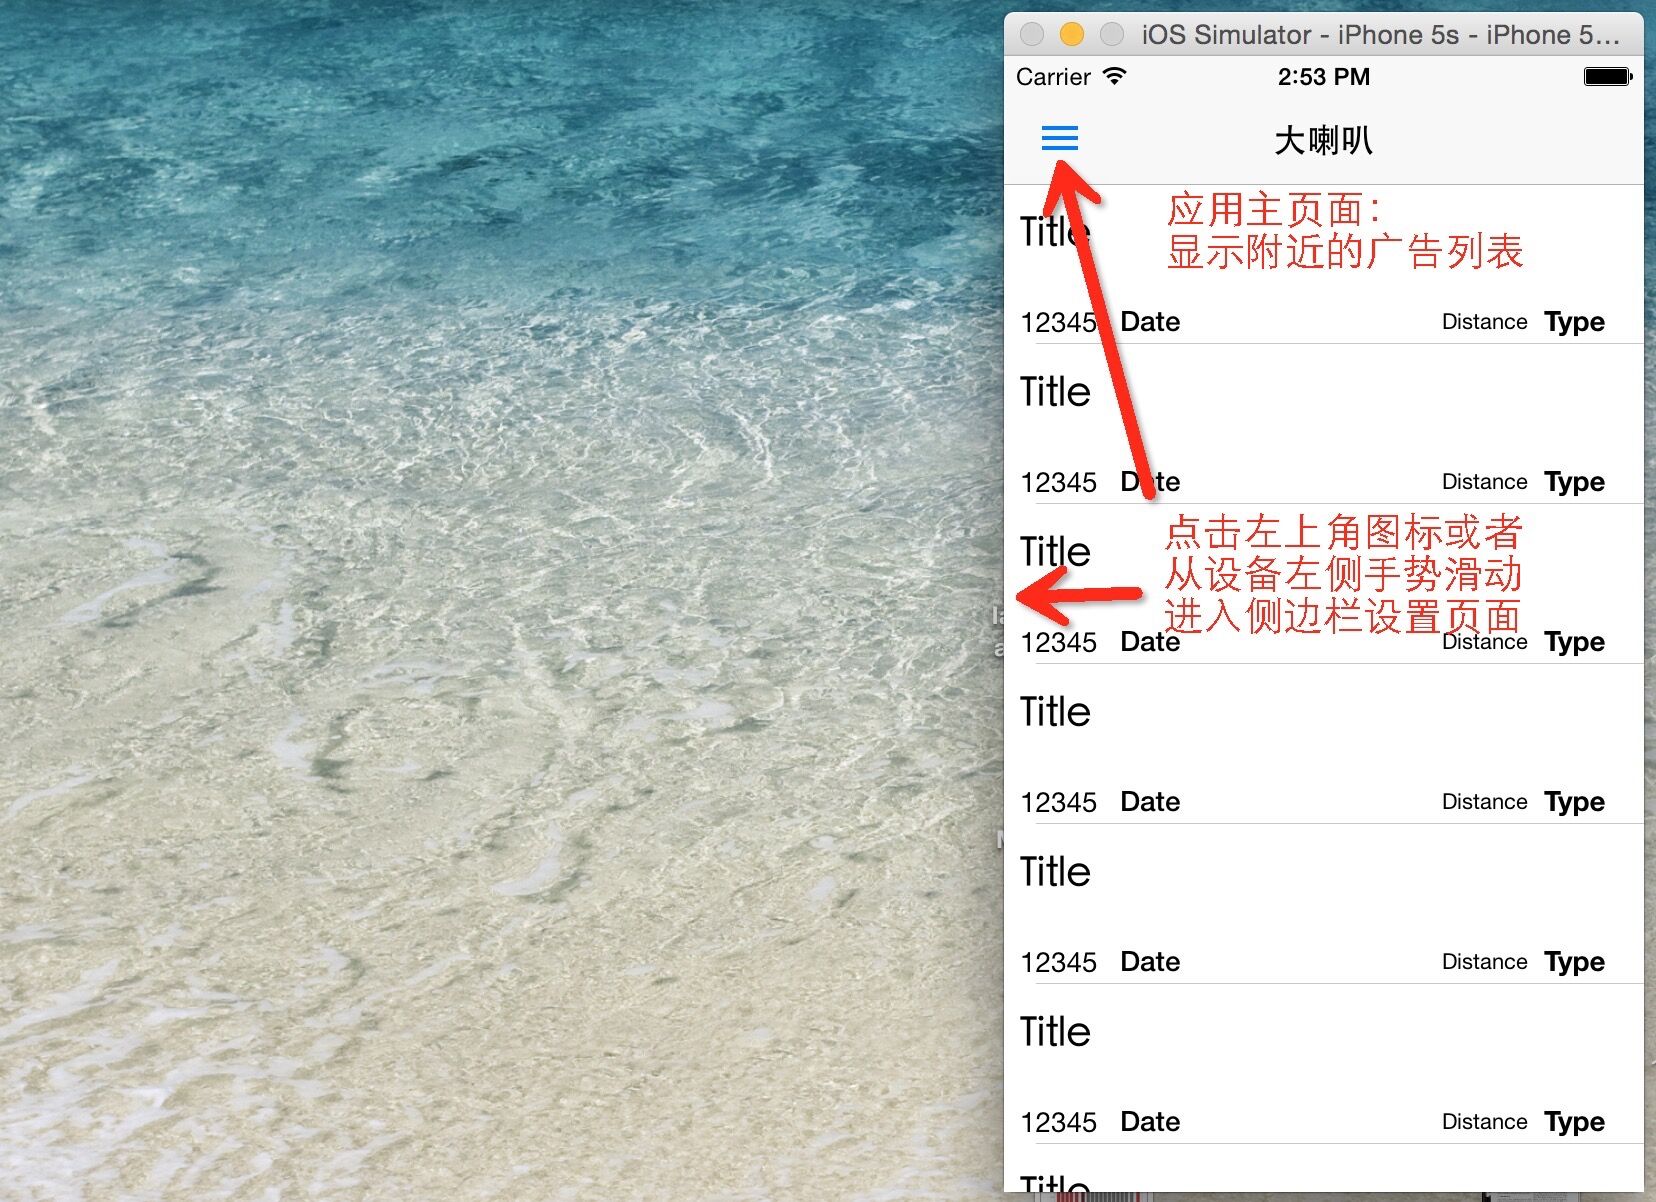 iOS Simulator - iPhone 5s - iPhone 5...
Carrier 2:53 PM
大喇叭
应用主页面：
显示附近的广告列表
Title
12345 Date Distance Type
Title
12345 Date Distance Type
点击左上角图标或者
从设备左侧手势滑动
进入侧边栏设置页面
Title
12345 Date Distance Type
Title
12345 Date Distance Type
Title
12345 Date Distance Type
Title
12345 Date Distance Type
Title